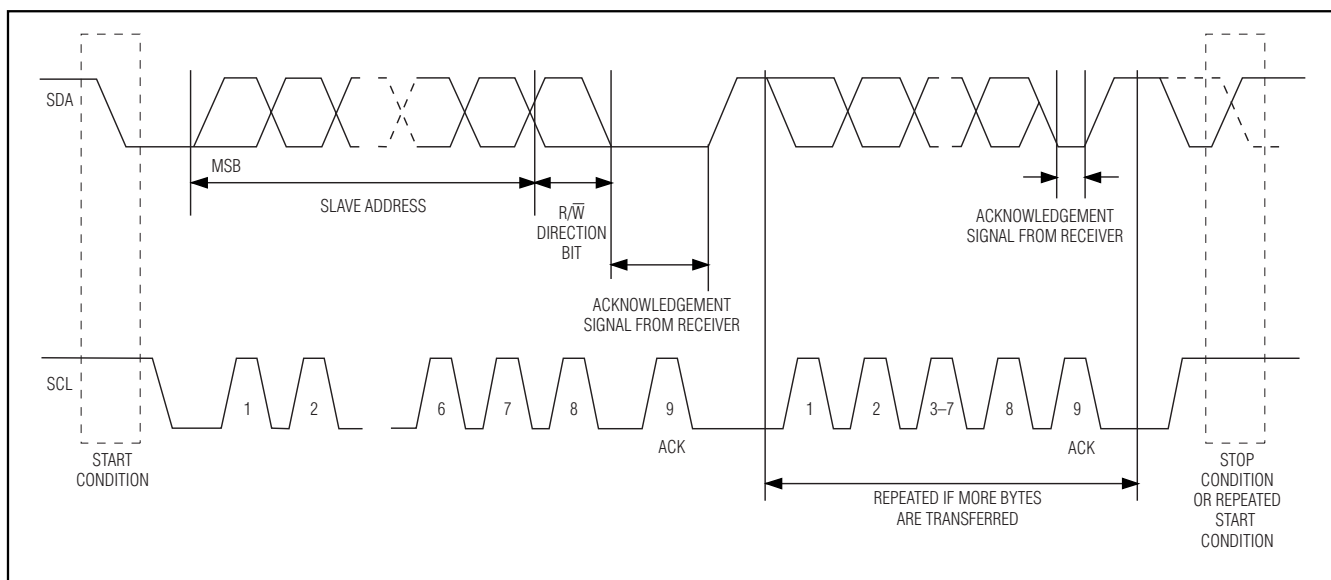 SDA
MSB
SLAVE ADDRESS
R/W̅
DIRECTION
BIT
ACKNOWLEDGEMENT
SIGNAL FROM RECEIVER
ACKNOWLEDGEMENT
SIGNAL FROM RECEIVER
SCL
1 2 6 7 8 9 1 2 3–7 8 9
ACK ACK
START
CONDITION
REPEATED IF MORE BYTES
ARE TRANSFERRED
STOP
CONDITION
OR REPEATED
START
CONDITION